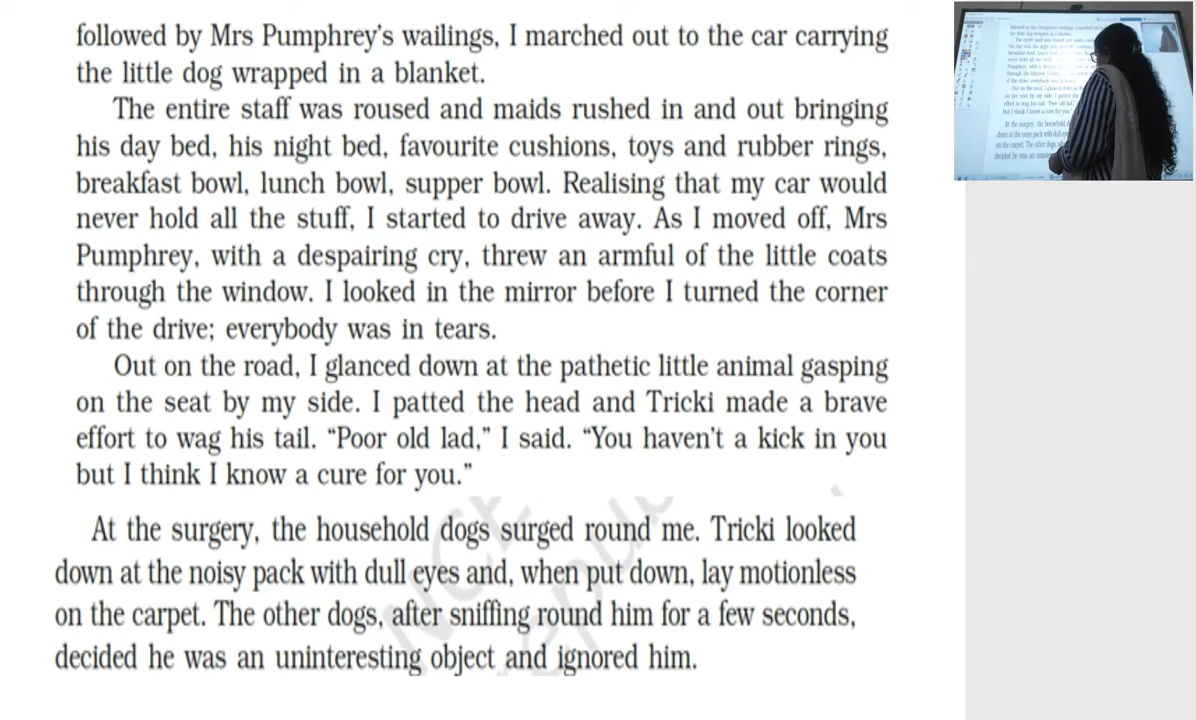 followed by Mrs Pumphrey's wailings, I marched out to the car carrying
the little dog wrapped in a blanket.
The entire staff was roused and maids rushed in and out bringing
his day bed, his night bed, favourite cushions, toys and rubber rings,
breakfast bowl, lunch bowl, supper bowl. Realising that my car would
never hold all the stuff, I started to drive away. As I moved off, Mrs
Pumphrey, with a despairing cry, threw an armful of the little coats
through the window. I looked in the mirror before I turned the corner
of the drive; everybody was in tears.
Out on the road, I glanced down at the pathetic little animal gasping
on the seat by my side. I patted the head and Tricki made a brave
effort to wag his tail. “Poor old lad,” I said. “You haven't a kick in you
but I think I know a cure for you.”
At the surgery, the household dogs surged round me. Tricki looked
down at the noisy pack with dull eyes and, when put down, lay motionless
on the carpet. The other dogs, after sniffing round him for a few seconds,
decided he was an uninteresting object and ignored him.